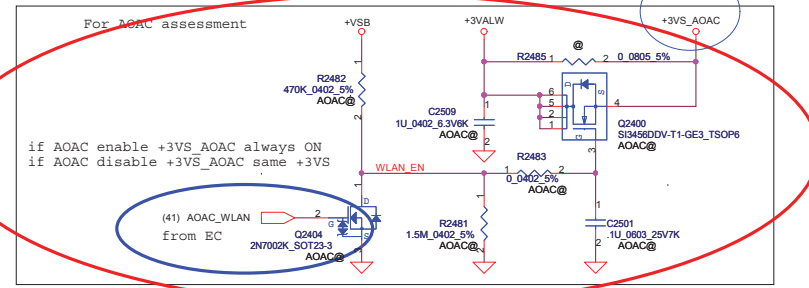 For AOAC assessment
+VSB
+3VALW
+3VS_AOAC
@
R2485
1
2
0_0805_5%
R2482
470K_0402_5%
AOAC@
1
2
C2509
1U_0402_6.3V6K
AOAC@
1
2
6
5
2
1
D
S
G
4
3
Q2400
SI3456DDV-T1-GE3_TSOP6
AOAC@
if AOAC enable +3VS_AOAC always ON
if AOAC disable +3VS_AOAC same +3VS
WLAN_EN
R2483
1
2
0_0402_5%
AOAC@
(41) AOAC_WLAN
from EC
2
G
1
D
S
3
Q2404
2N7002K_SOT23-3
AOAC@
R2481
1.5M_0402_5%
AOAC@
1
2
C2501
.1U_0603_25V7K
AOAC@
1
2